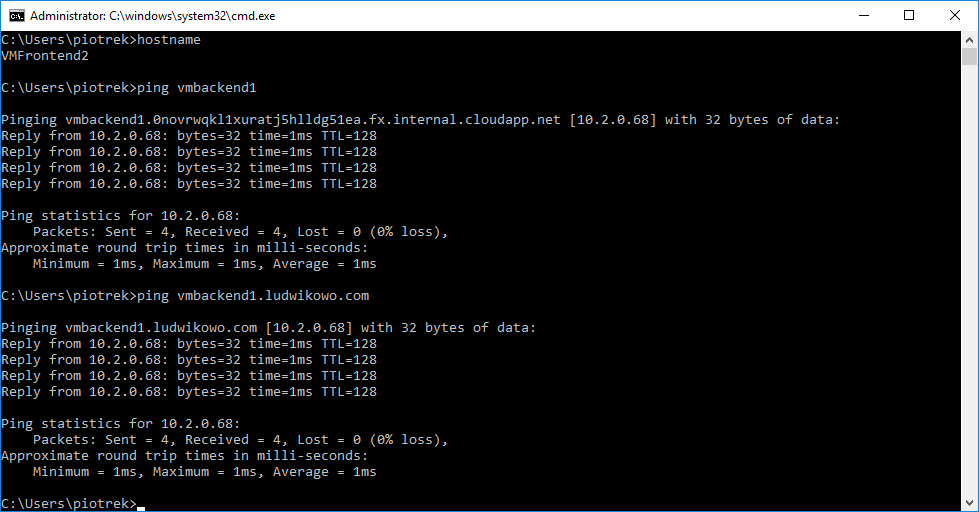 Administrator: C:\windows\system32\cmd.exe
C:\Users\piotrek>hostname
VMFrontend2
C:\Users\piotrek>ping vmbackend1
Pinging vmbackend1.0novrwqkl1xuratj5hlldg51ea.fx.internal.cloudapp.net [10.2.0.68] with 32 bytes of data:
Reply from 10.2.0.68: bytes=32 time=1ms TTL=128
Reply from 10.2.0.68: bytes=32 time=1ms TTL=128
Reply from 10.2.0.68: bytes=32 time=1ms TTL=128
Reply from 10.2.0.68: bytes=32 time=1ms TTL=128
Ping statistics for 10.2.0.68:
    Packets: Sent = 4, Received = 4, Lost = 0 (0% loss),
Approximate round trip times in milli-seconds:
    Minimum = 1ms, Maximum = 1ms, Average = 1ms
C:\Users\piotrek>ping vmbackend1.ludwikowo.com
Pinging vmbackend1.ludwikowo.com [10.2.0.68] with 32 bytes of data:
Reply from 10.2.0.68: bytes=32 time=1ms TTL=128
Reply from 10.2.0.68: bytes=32 time=1ms TTL=128
Reply from 10.2.0.68: bytes=32 time=1ms TTL=128
Reply from 10.2.0.68: bytes=32 time=1ms TTL=128
Ping statistics for 10.2.0.68:
    Packets: Sent = 4, Received = 4, Lost = 0 (0% loss),
Approximate round trip times in milli-seconds:
    Minimum = 1ms, Maximum = 1ms, Average = 1ms
C:\Users\piotrek>